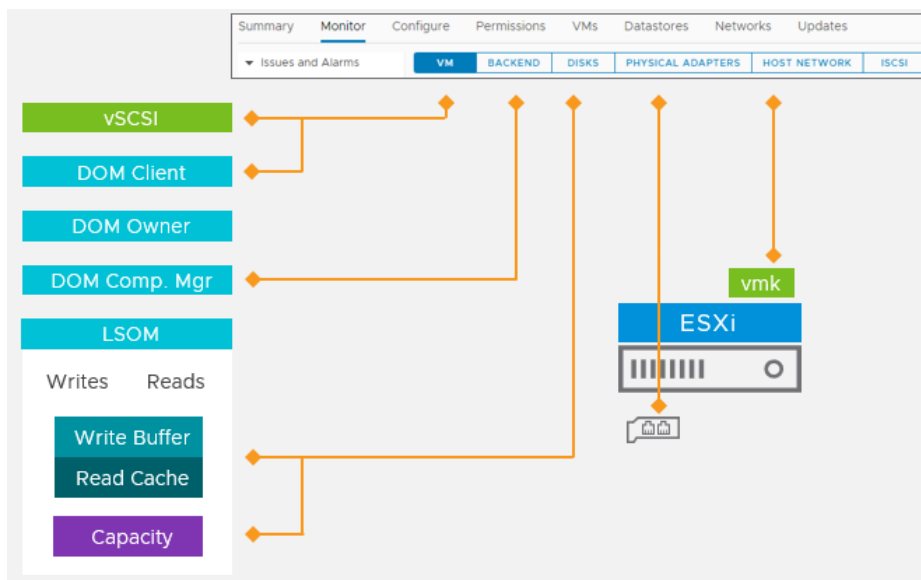 Summary Monitor Configure Permissions VMs Datastores Networks Updates
Issues and Alarms VM BACKEND DISKS PHYSICAL ADAPTERS HOST NETWORK ISCSI
vSCSI
DOM Client
DOM Owner
DOM Comp. Mgr
LSOM
Writes Reads
Write Buffer
Read Cache
Capacity
vmk
ESXi